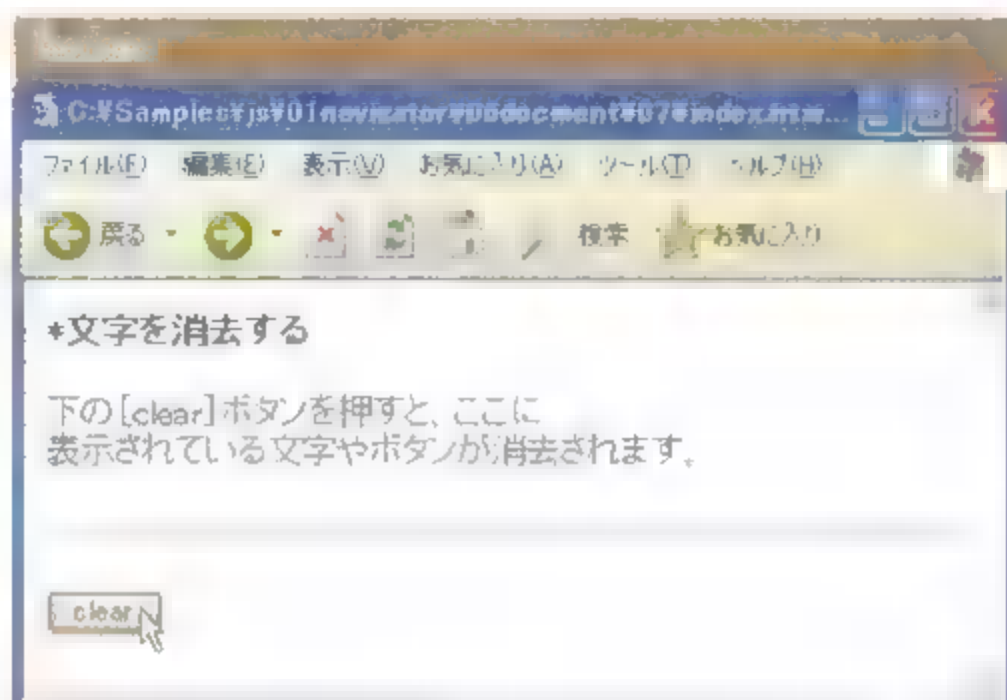 C:¥Samples¥js¥01navigator¥05document¥07¥index.htm...
ファイル(F) 編集(E) 表示(V) お気に入り(A) ツール(T) ヘルプ(H)
戻る 検索 お気に入り
*文字を消去する
下の[clear]ボタンを押すと、ここに
表示されている文字やボタンが消去されます。
clear